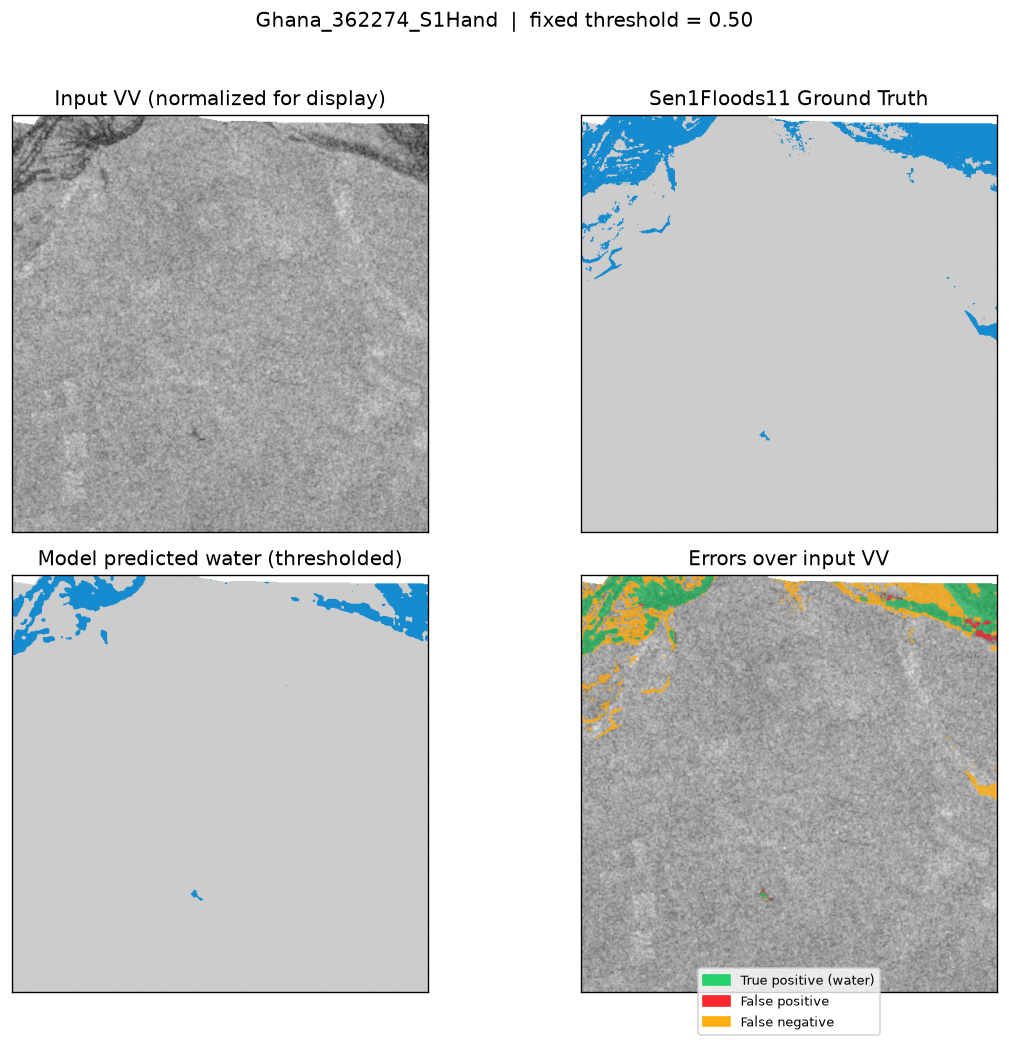 Ghana_362274_S1Hand | fixed threshold = 0.50
Input VV (normalized for display)
Sen1Floods11 Ground Truth
Model predicted water (thresholded)
Errors over input VV
True positive (water)
False positive
False negative